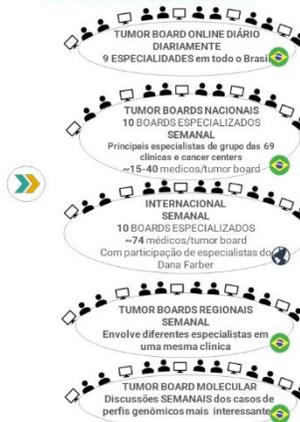 TUMOR BOARD ONLINE DIÁRIO
DIARIAMENTE
9 ESPECIALIDADES em todo o Brasil
TUMOR BOARDS NACIONAIS
10 BOARDS ESPECIALIZADOS
SEMANAL
Principais especialistas de grupo das 69
clínicas e cancer centers
~15-40 medicos/tumor board
INTERNACIONAL
SEMANAL
10 BOARDS ESPECIALIZADOS
~74 médicos/tumor board
Com participação de especialistas do
Dana Farber
TUMOR BOARDS REGIONAIS
SEMANAL
Envolve diferentes especialistas em
uma mesma clínica
TUMOR BOARD MOLECULAR
Discussões SEMANAIS dos casos de
perfis genômicos mais interessante